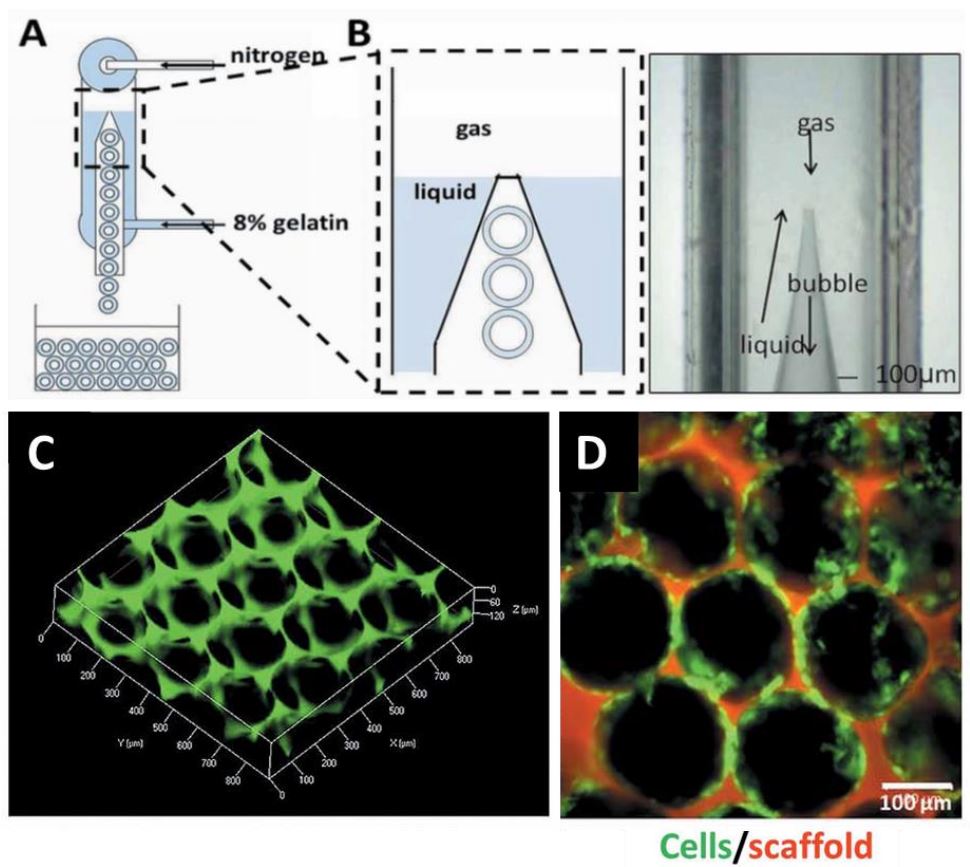 A
nitrogen
8% gelatin
B
gas
liquid
gas
bubble
liquid
100µm
C
0
60
120
Z [µm]
0
100
200
300
400
500
600
700
800
Y [µm]
0
100
200
300
400
500
600
700
800
X [µm]
D
100 µm
Cells/scaffold